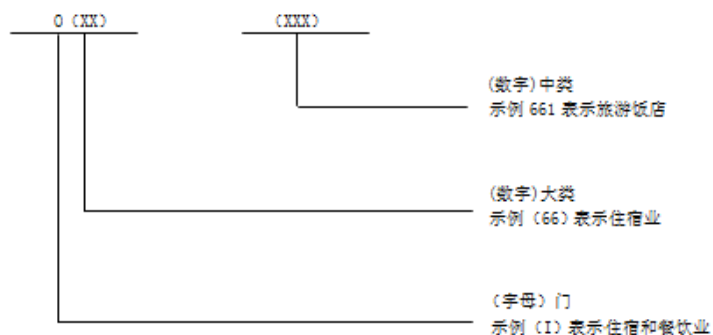 O（XX） （XXX）
(数字)中类
示例 661 表示旅游饭店
(数字)大类
示例（66）表示住宿业
（字母）门
示例（I）表示住宿和餐饮业